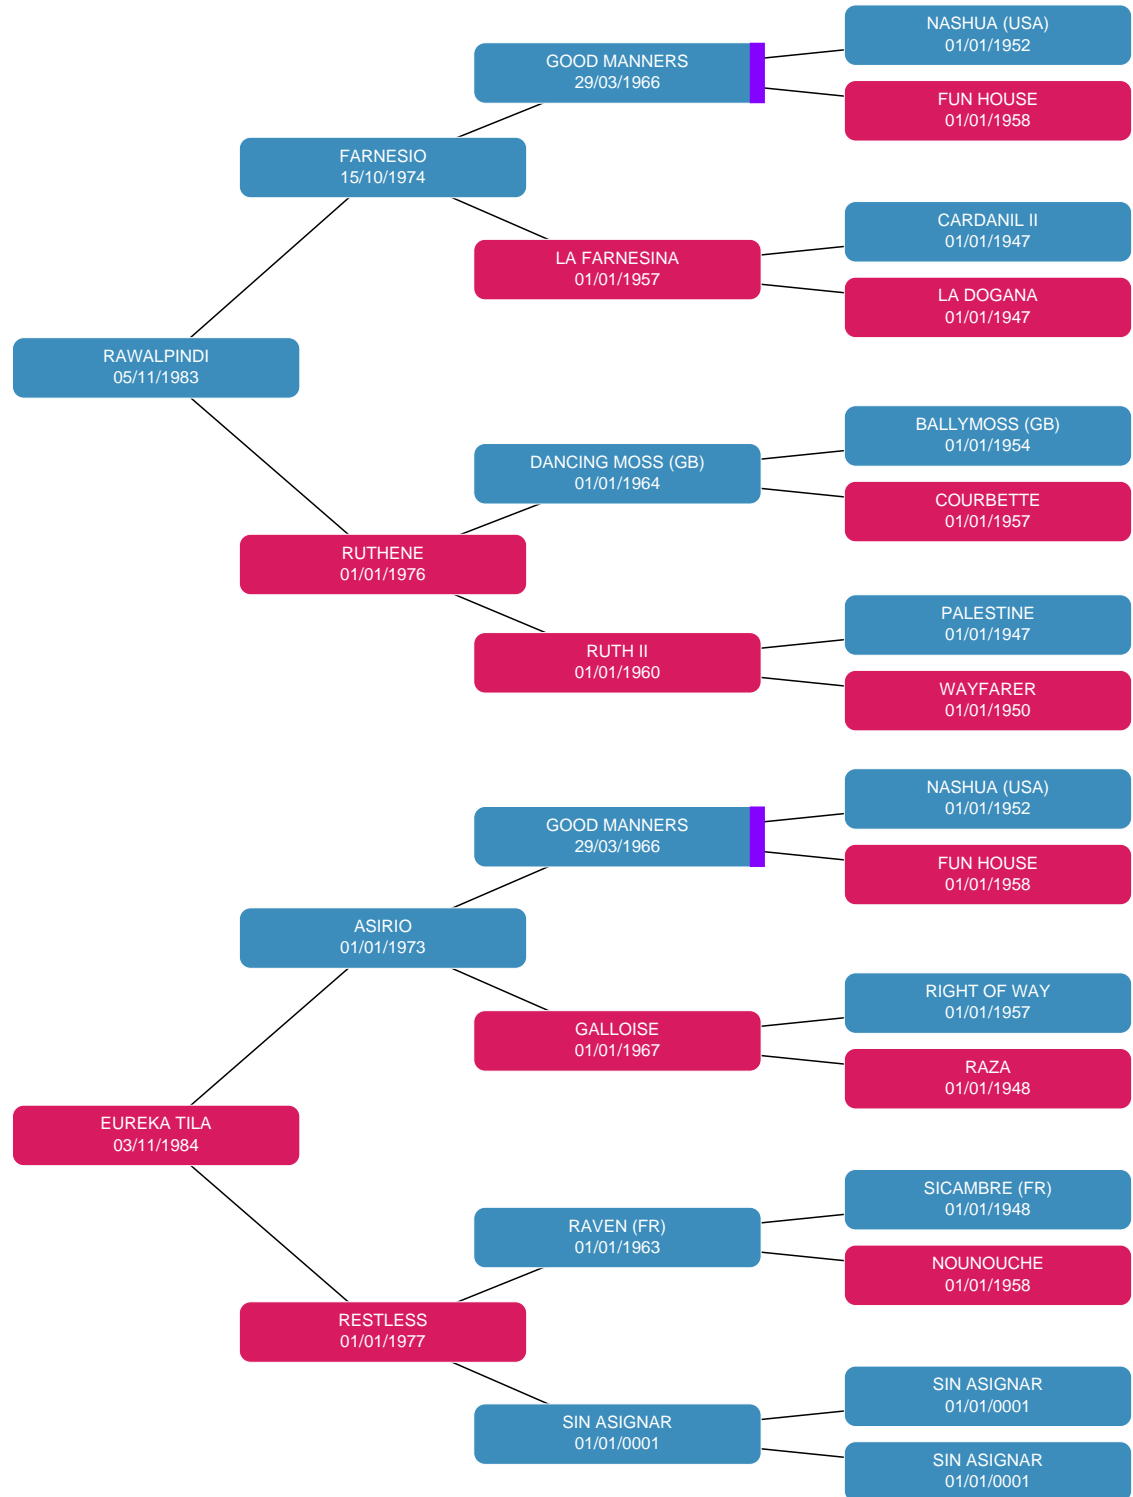 NASHUA (USA)
01/01/1952
GOOD MANNERS
29/03/1966
FUN HOUSE
01/01/1958
FARNESIO
15/10/1974
CARDANIL II
01/01/1947
LA FARNESINA
01/01/1957
LA DOGANA
01/01/1947
RAWALPINDI
05/11/1983
BALLYMOSS (GB)
01/01/1954
DANCING MOSS (GB)
01/01/1964
COURBETTE
01/01/1957
RUTHENE
01/01/1976
PALESTINE
01/01/1947
RUTH II
01/01/1960
WAYFARER
01/01/1950
NASHUA (USA)
01/01/1952
GOOD MANNERS
29/03/1966
FUN HOUSE
01/01/1958
ASIRIO
01/01/1973
RIGHT OF WAY
01/01/1957
GALLOISE
01/01/1967
RAZA
01/01/1948
EUREKA TILA
03/11/1984
SICAMBRE (FR)
01/01/1948
RAVEN (FR)
01/01/1963
NOUNOUCHE
01/01/1958
RESTLESS
01/01/1977
SIN ASIGNAR
01/01/0001
SIN ASIGNAR
01/01/0001
SIN ASIGNAR
01/01/0001